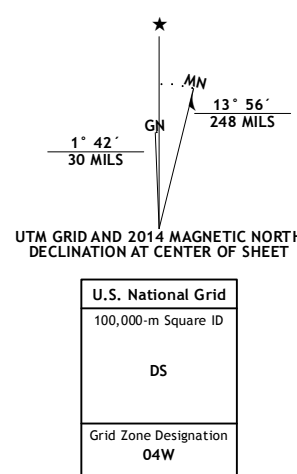 ★
MN
GN
13° 56´
248 MILS
1° 42´
30 MILS
UTM GRID AND 2014 MAGNETIC NORTH
DECLINATION AT CENTER OF SHEET
U.S. National Grid
100,000-m Square ID
DS
Grid Zone Designation
04W